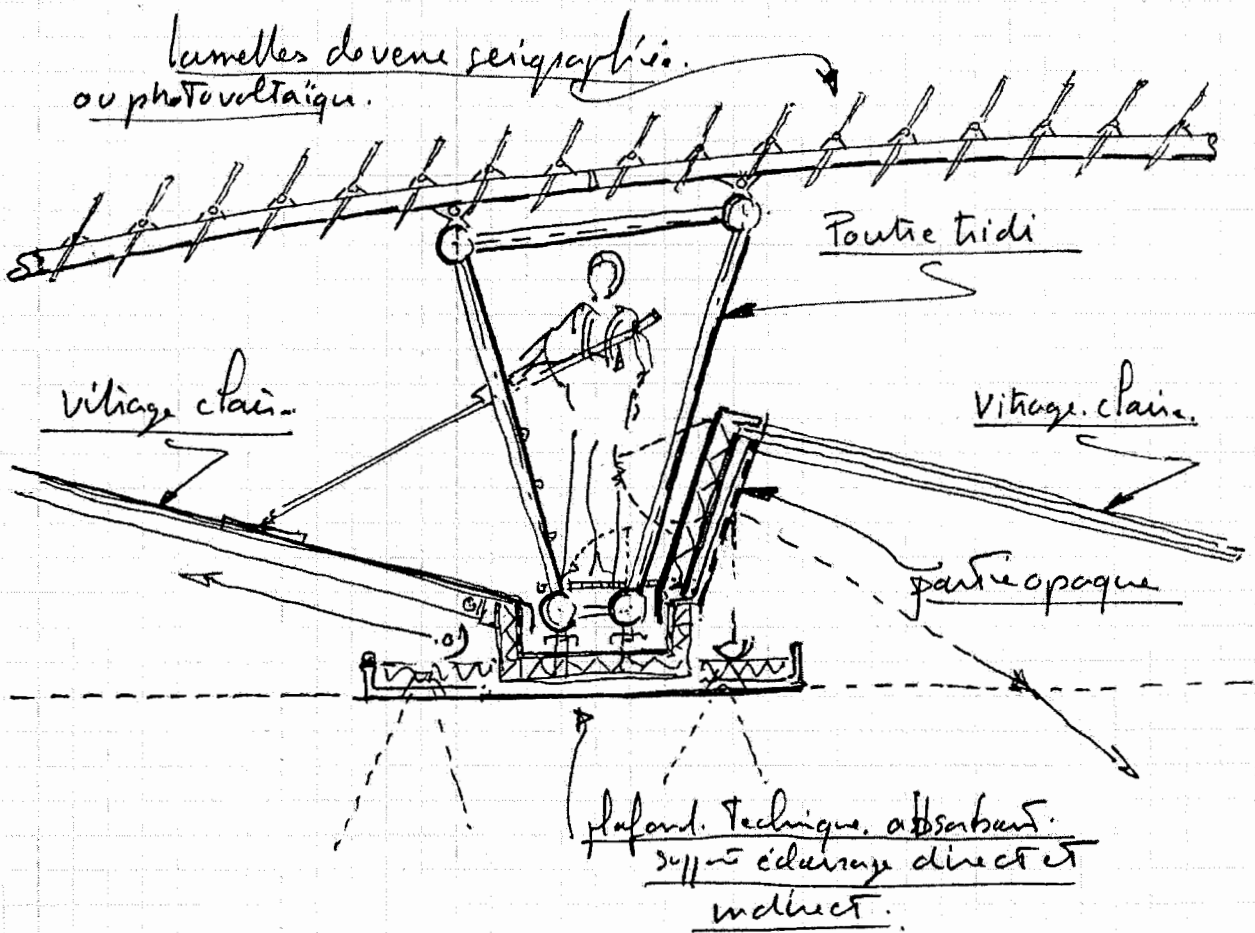 lamelles de verre serigraphiée.
ou photovoltaïque.
Poutre tridi
vitrage clair.
vitrage. clair.
partie opaque
plafond. Technique. absorbant.
support éclairage direct et
indirect.